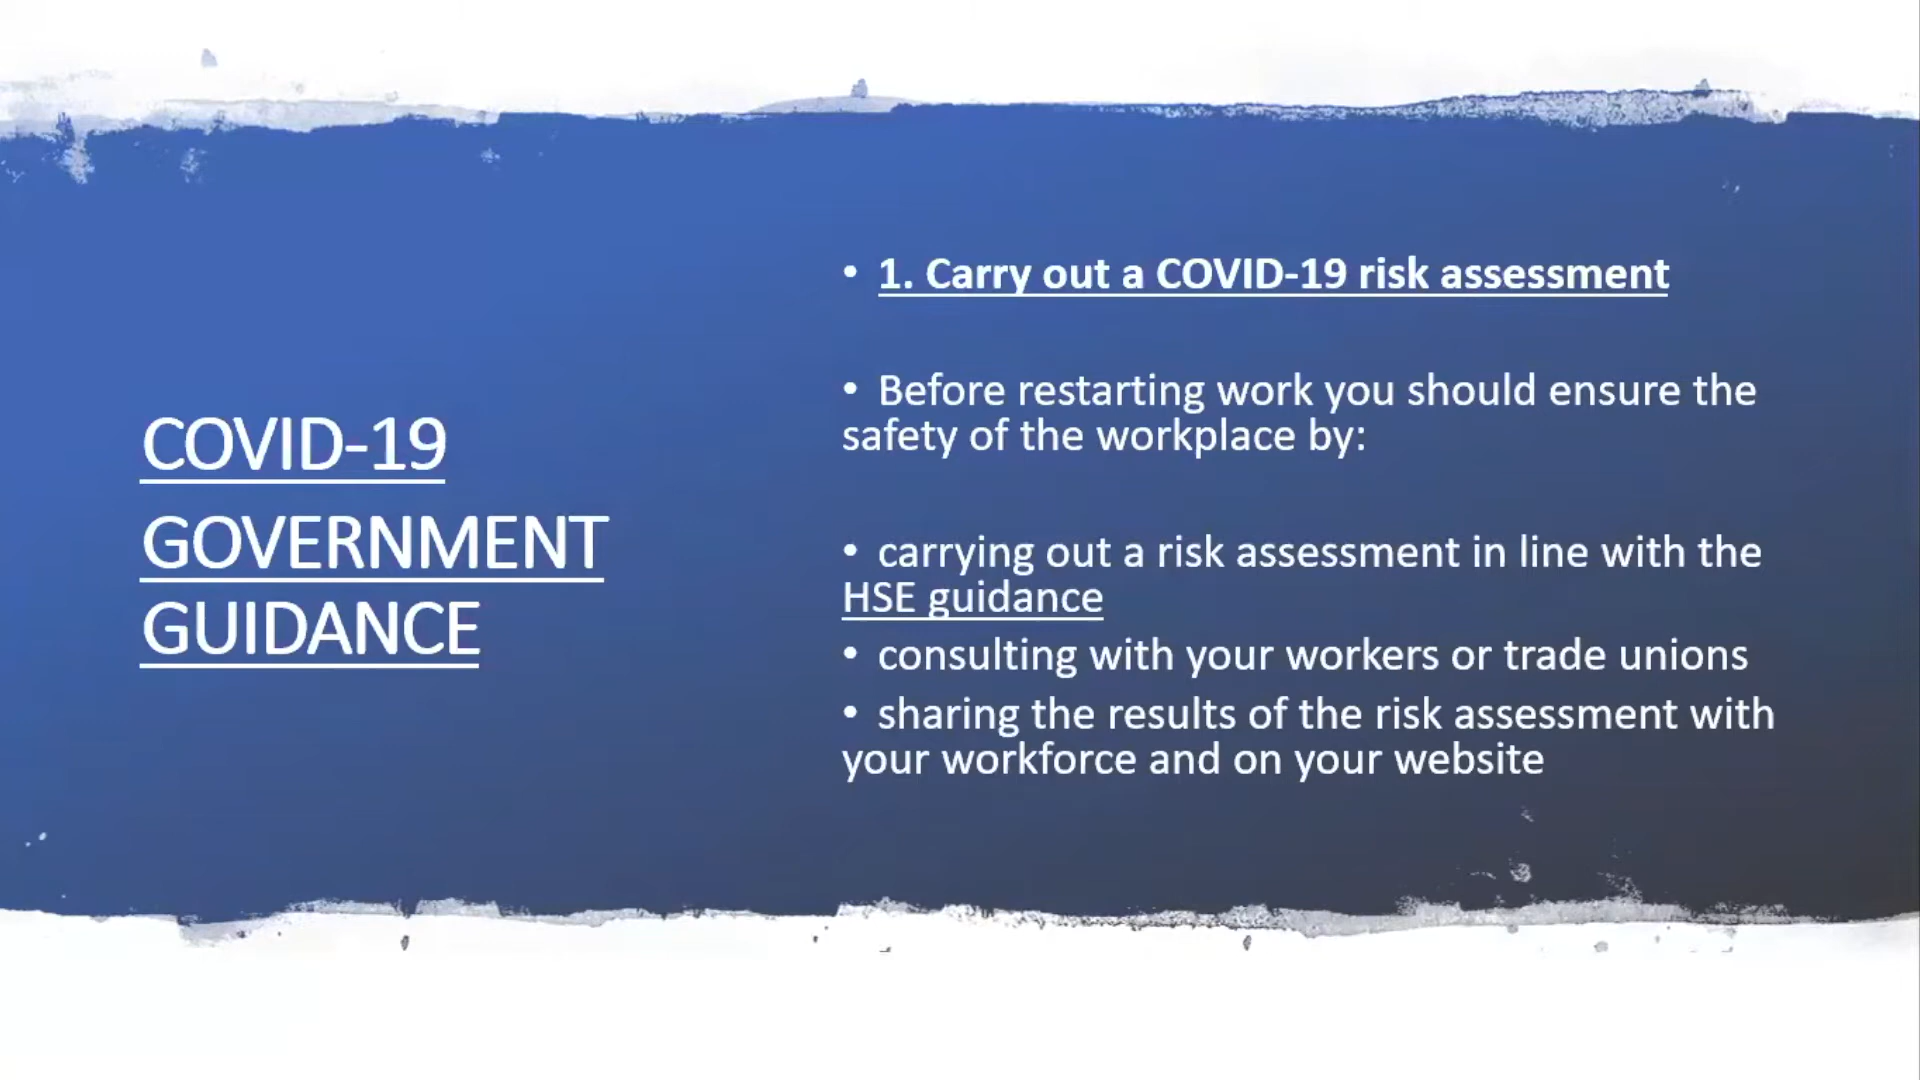 COVID-19
GOVERNMENT
GUIDANCE
• 1. Carry out a COVID-19 risk assessment
• Before restarting work you should ensure the
safety of the workplace by:
• carrying out a risk assessment in line with the
HSE guidance
• consulting with your workers or trade unions
• sharing the results of the risk assessment with
your workforce and on your website